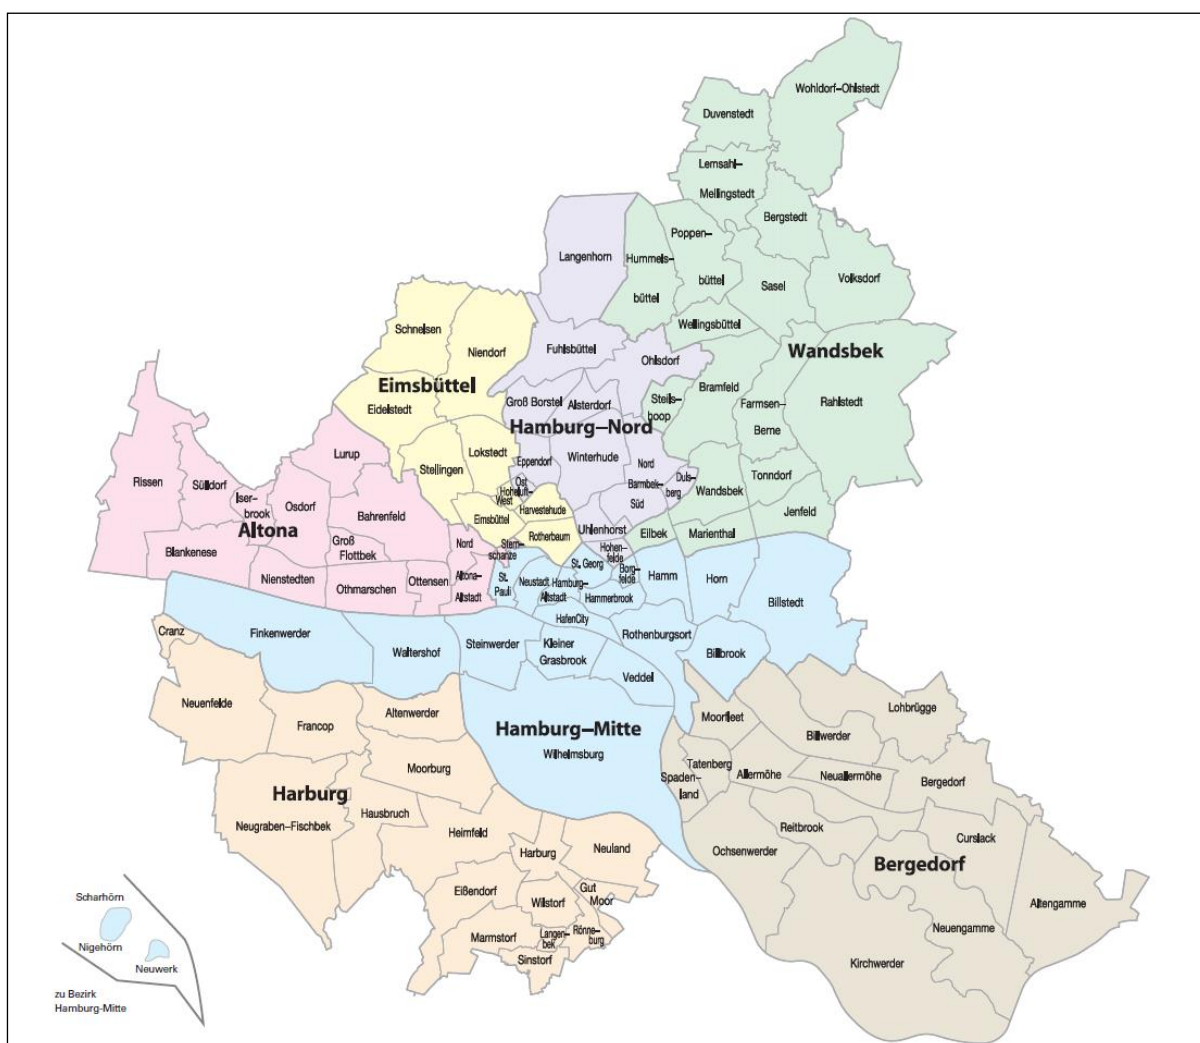 Wohldorf–Ohlstedt
Duvenstedt
Lemsahl–
Mellingstedt
Bergstedt
Poppen–
büttel
Hummels–
büttel
Langenhorn
Sasel
Volksdorf
Wellingsbüttel
Wandsbek
Schnelsen
Niendorf
Fuhlsbüttel
Ohlsdorf
Eimsbüttel
Eidelstedt
Groß Borstel
Alsterdorf
Steils–
hoop
Bramfeld
Farmsen–
Berne
Rahlstedt
Hamburg–Nord
Lurup
Stellingen
Lokstedt
Eppendorf
Winterhude
Nord
Barmbek–
Süd
Duls–
berg
Wandsbek
Tonndorf
Jenfeld
Rissen
Sülldorf
Iser–
brook
Osdorf
Bahrenfeld
Altona
Ost
Hoheluft–
West
Harvestehude
Eimsbüttel
Rotherbaum
Uhlenhorst
Eilbek
Marienthal
Blankenese
Groß
Flottbek
Nienstedten
Othmarschen
Ottensen
Nord
Altona–
Altstadt
Stern–
schanze
St.
Pauli
Neustadt
Hamburg–
Altstadt
St. Georg
Hohen–
felde
Borg–
felde
Hammerbrook
Hamm
Horn
Billstedt
HafenCity
Cranz
Finkenwerder
Waltershof
Steinwerder
Kleiner
Grasbrook
Rothenburgsort
Veddel
Billbrook
Neuenfelde
Francop
Altenwerder
Hamburg–Mitte
Wilhelmsburg
Moorfleet
Lohbrügge
Billwerder
Moorburg
Tatenberg
Spaden–
land
Allermöhe
Neuallermöhe
Bergedorf
Harburg
Neugraben–Fischbek
Hausbruch
Heimfeld
Harburg
Neuland
Reitbrook
Curslack
Ochsenwerder
Bergedorf
Eißendorf
Wilstorf
Gut
Moor
Marmstorf
Langen–
bek
Rönne–
burg
Sinstorf
Altengamme
Neuengamme
Kirchwerder
Scharhörn
Nigehörn
Neuwerk
zu Bezirk
Hamburg-Mitte